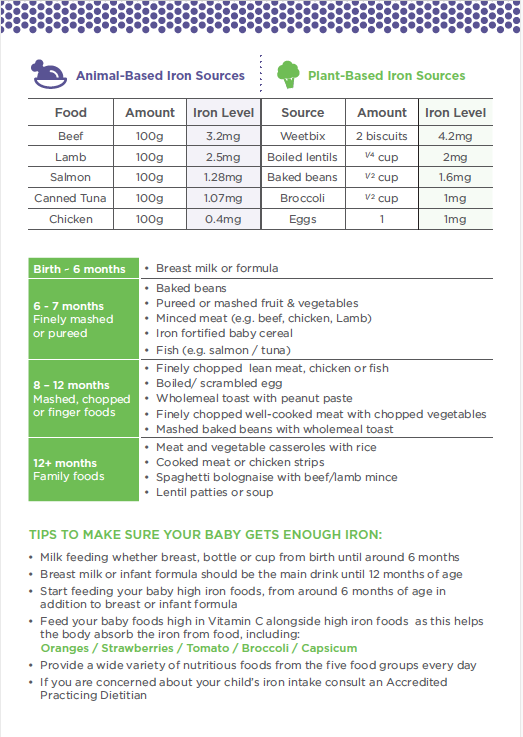 Animal-Based Iron Sources
Plant-Based Iron Sources
Food Amount Iron Level Source Amount Iron Level
Beef 100g 3.2mg Weetbix 2 biscuits 4.2mg
Lamb 100g 2.5mg Boiled lentils 1/4 cup 2mg
Salmon 100g 1.28mg Baked beans 1/2 cup 1.6mg
Canned Tuna 100g 1.07mg Broccoli 1/2 cup 1mg
Chicken 100g 0.4mg Eggs 1 1mg
Birth - 6 months
• Breast milk or formula
6 - 7 months
Finely mashed
or pureed
• Baked beans
• Pureed or mashed fruit & vegetables
• Minced meat (e.g. beef, chicken, Lamb)
• Iron fortified baby cereal
• Fish (e.g. salmon / tuna)
8 – 12 months
Mashed, chopped
or finger foods
• Finely chopped lean meat, chicken or fish
• Boiled/ scrambled egg
• Wholemeal toast with peanut paste
• Finely chopped well-cooked meat with chopped vegetables
• Mashed baked beans with wholemeal toast
12+ months
Family foods
• Meat and vegetable casseroles with rice
• Cooked meat or chicken strips
• Spaghetti bolognaise with beef/lamb mince
• Lentil patties or soup
TIPS TO MAKE SURE YOUR BABY GETS ENOUGH IRON:
• Milk feeding whether breast, bottle or cup from birth until around 6 months
• Breast milk or infant formula should be the main drink until 12 months of age
• Start feeding your baby high iron foods, from around 6 months of age in
addition to breast or infant formula
• Feed your baby foods high in Vitamin C alongside high iron foods as this helps
the body absorb the iron from food, including:
Oranges / Strawberries / Tomato / Broccoli / Capsicum
• Provide a wide variety of nutritious foods from the five food groups every day
• If you are concerned about your child's iron intake consult an Accredited
Practicing Dietitian